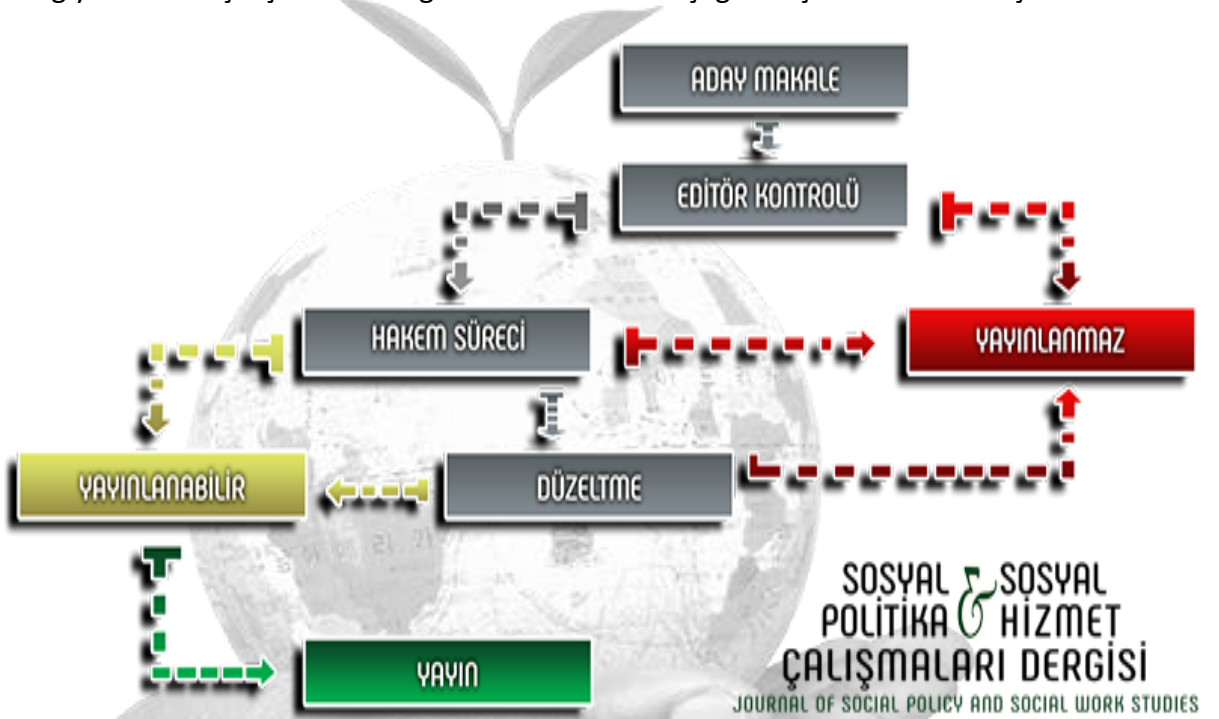 ADAY MAKALE
EDİTÖR KONTROLÜ
HAKEM SÜRECİ
YAYINLANMAZ
YAYINLANABİLİR
DÜZELTME
YAYIN
SOSYAL & SOSYAL
POLİTİKA HİZMET
ÇALIŞMALARI DERGİSİ
JOURNAL OF SOCIAL POLICY AND SOCIAL WORK STUDIES